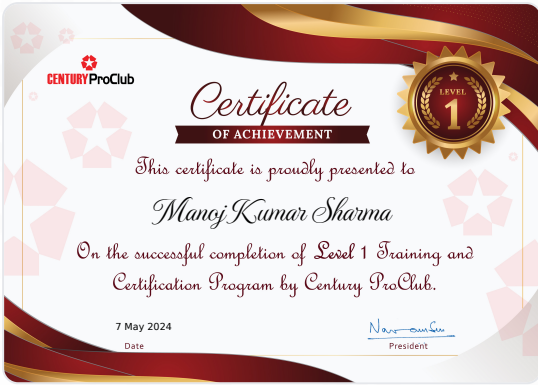 CENTURY ProClub
Certificate
OF ACHIEVEMENT
LEVEL
1
This certificate is proudly presented to
Manoj Kumar Sharma
On the successful completion of Level 1 Training and
Certification Program by Century ProClub.
7 May 2024
Date
President